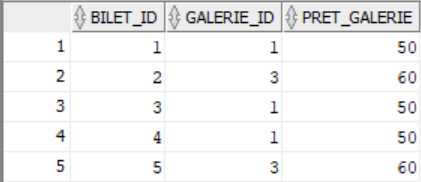 BILET_ID GALERIE_ID PRET_GALERIE
1 1 1 50
2 2 3 60
3 3 1 50
4 4 1 50
5 5 3 60